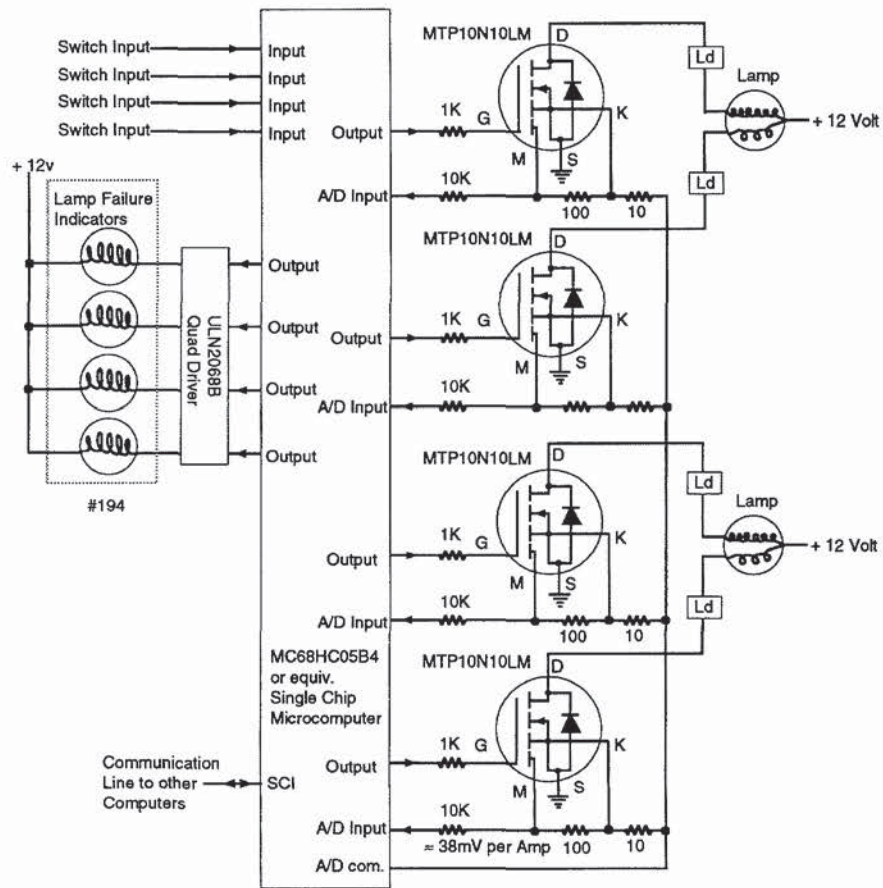 Switch Input
Switch Input
Switch Input
Switch Input
Input
Input
Input
Input
+ 12v
Lamp Failure
Indicators
#194
ULN2068B
Quad Driver
Output
Output
Output
Output
MC68HC05B4
or equiv.
Single Chip
Microcomputer
Communication
Line to other
Computers
SCI
MTP10N10LM
D
Output
1K
G
K
M
S
A/D Input
10K
100
10
Ld
Lamp
+ 12 Volt
Ld
MTP10N10LM
D
Output
1K
G
K
M
S
A/D Input
10K
MTP10N10LM
D
Output
1K
G
K
M
S
A/D Input
10K
100
10
Ld
Lamp
+ 12 Volt
Ld
MTP10N10LM
D
Output
1K
G
K
M
S
A/D Input
10K
≈ 38mV per Amp
100
10
A/D com.